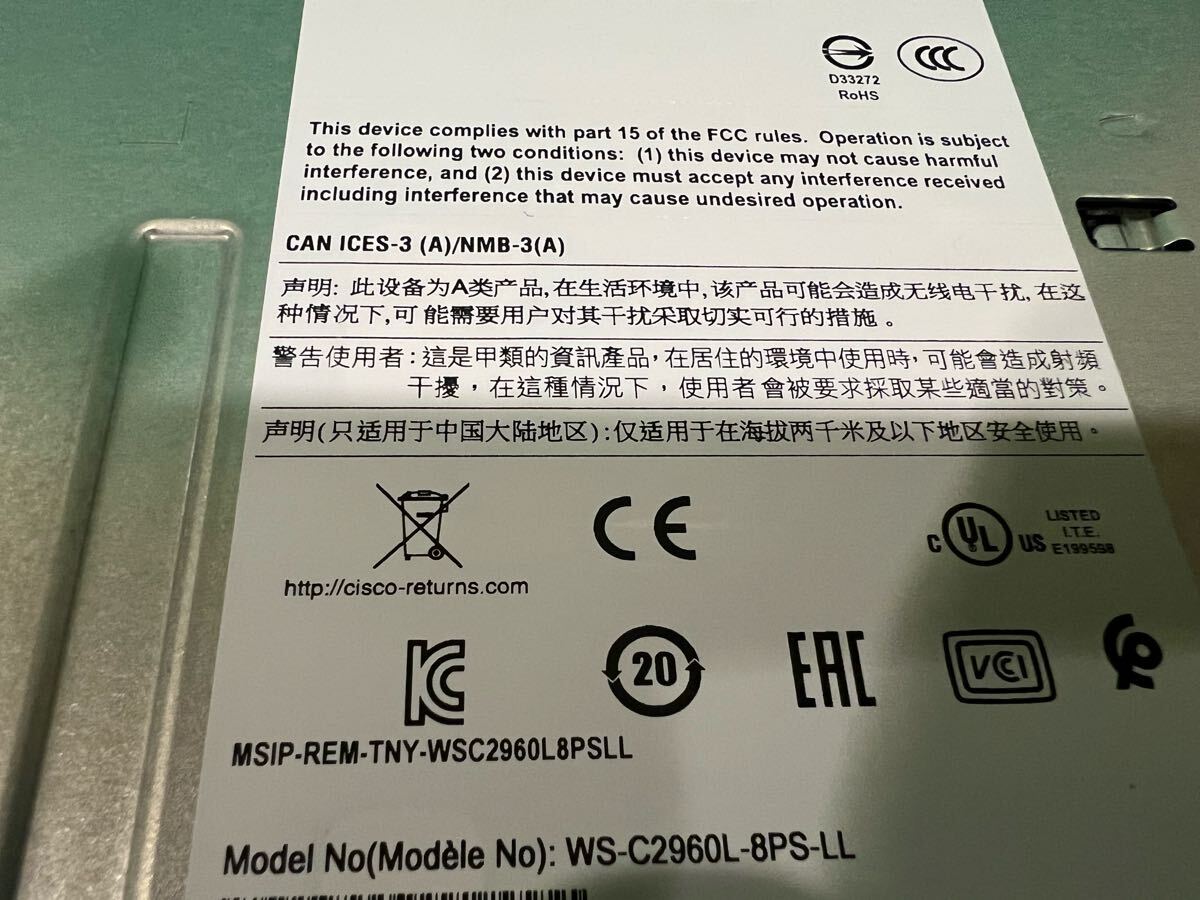 D33272
RoHS
This device complies with part 15 of the FCC rules. Operation is subject
to the following two conditions: (1) this device may not cause harmful
interference, and (2) this device must accept any interference received
including interference that may cause undesired operation.
CAN ICES-3 (A)/NMB-3(A)
声明: 此设备为A类产品,在生活环境中,该产品可能会造成无线电干扰,在这
种情况下,可能需要用户对其干扰采取切实可行的措施。
警告使用者:這是甲類的資訊產品,在居住的環境中使用時,可能會造成射頻
干擾,在這種情況下,使用者會被要求採取某些適當的對策。
声明(只适用于中国大陆地区):仅适用于在海拔两千米及以下地区安全使用。
CE
C UL US LISTED
I.T.E.
E199598
http://cisco-returns.com
20
EAC
VCCI
MSIP-REM-TNY-WSC2960L8PSLL
Model No(Modèle No): WS-C2960L-8PS-LL